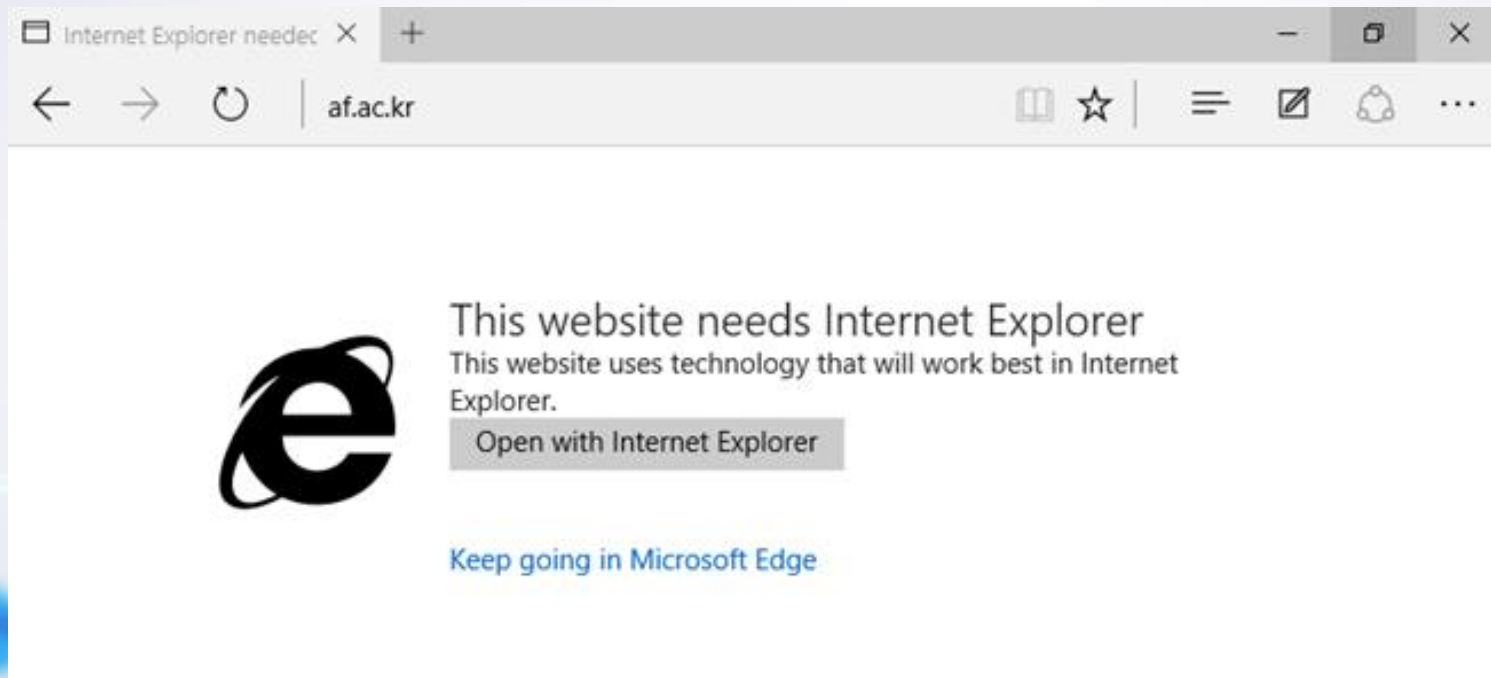 Internet Explorer needec
af.ac.kr
This website needs Internet Explorer
This website uses technology that will work best in Internet
Explorer.
Open with Internet Explorer
Keep going in Microsoft Edge